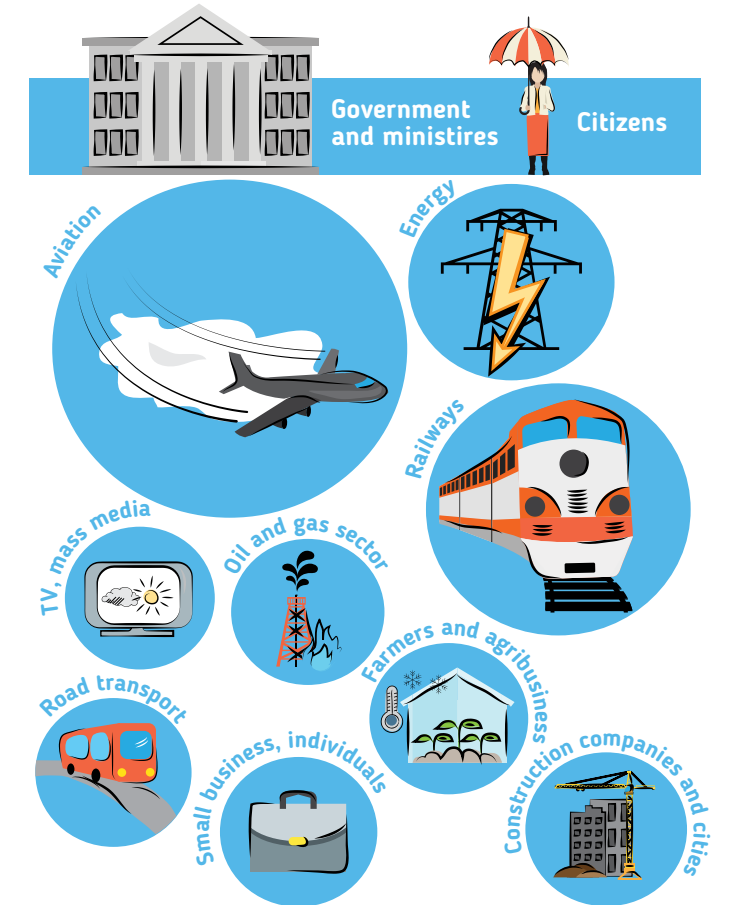 Government
and ministires
Citizens
Aviation
Energy
Railways
TV, mass media
Oil and gas sector
Farmers and agribusiness
Road transport
Small business, individuals
Construction companies and cities